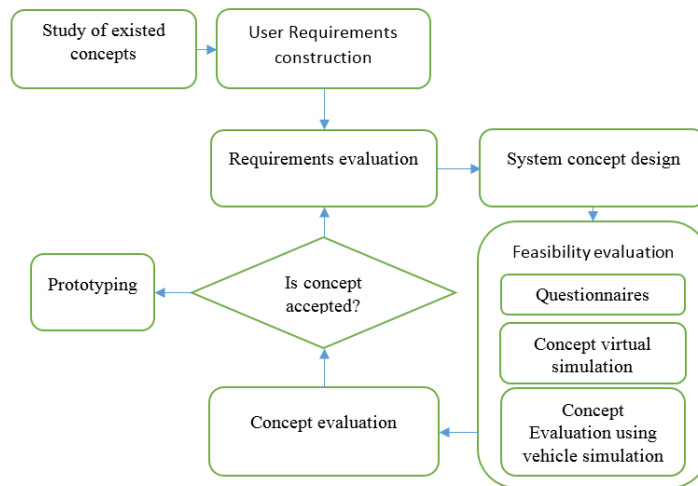 Study of existed
concepts
User Requirements
construction
Requirements evaluation
System concept design
Feasibility evaluation
Questionnaires
Concept virtual
simulation
Concept
Evaluation using
vehicle simulation
Concept evaluation
Is concept
accepted?
Prototyping